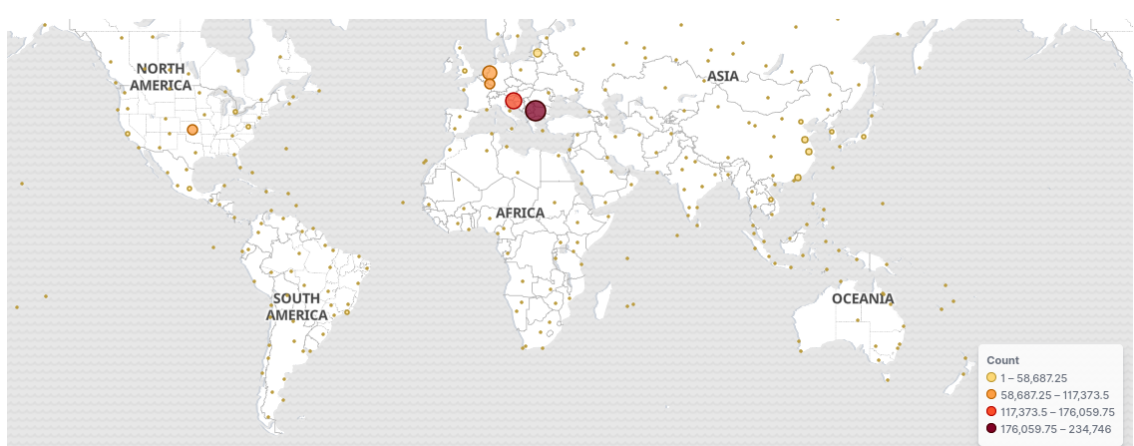 NORTH
AMERICA
ASIA
AFRICA
SOUTH
AMERICA
OCEANIA
Count
1 – 58,687.25
58,687.25 – 117,373.5
117,373.5 – 176,059.75
176,059.75 – 234,746